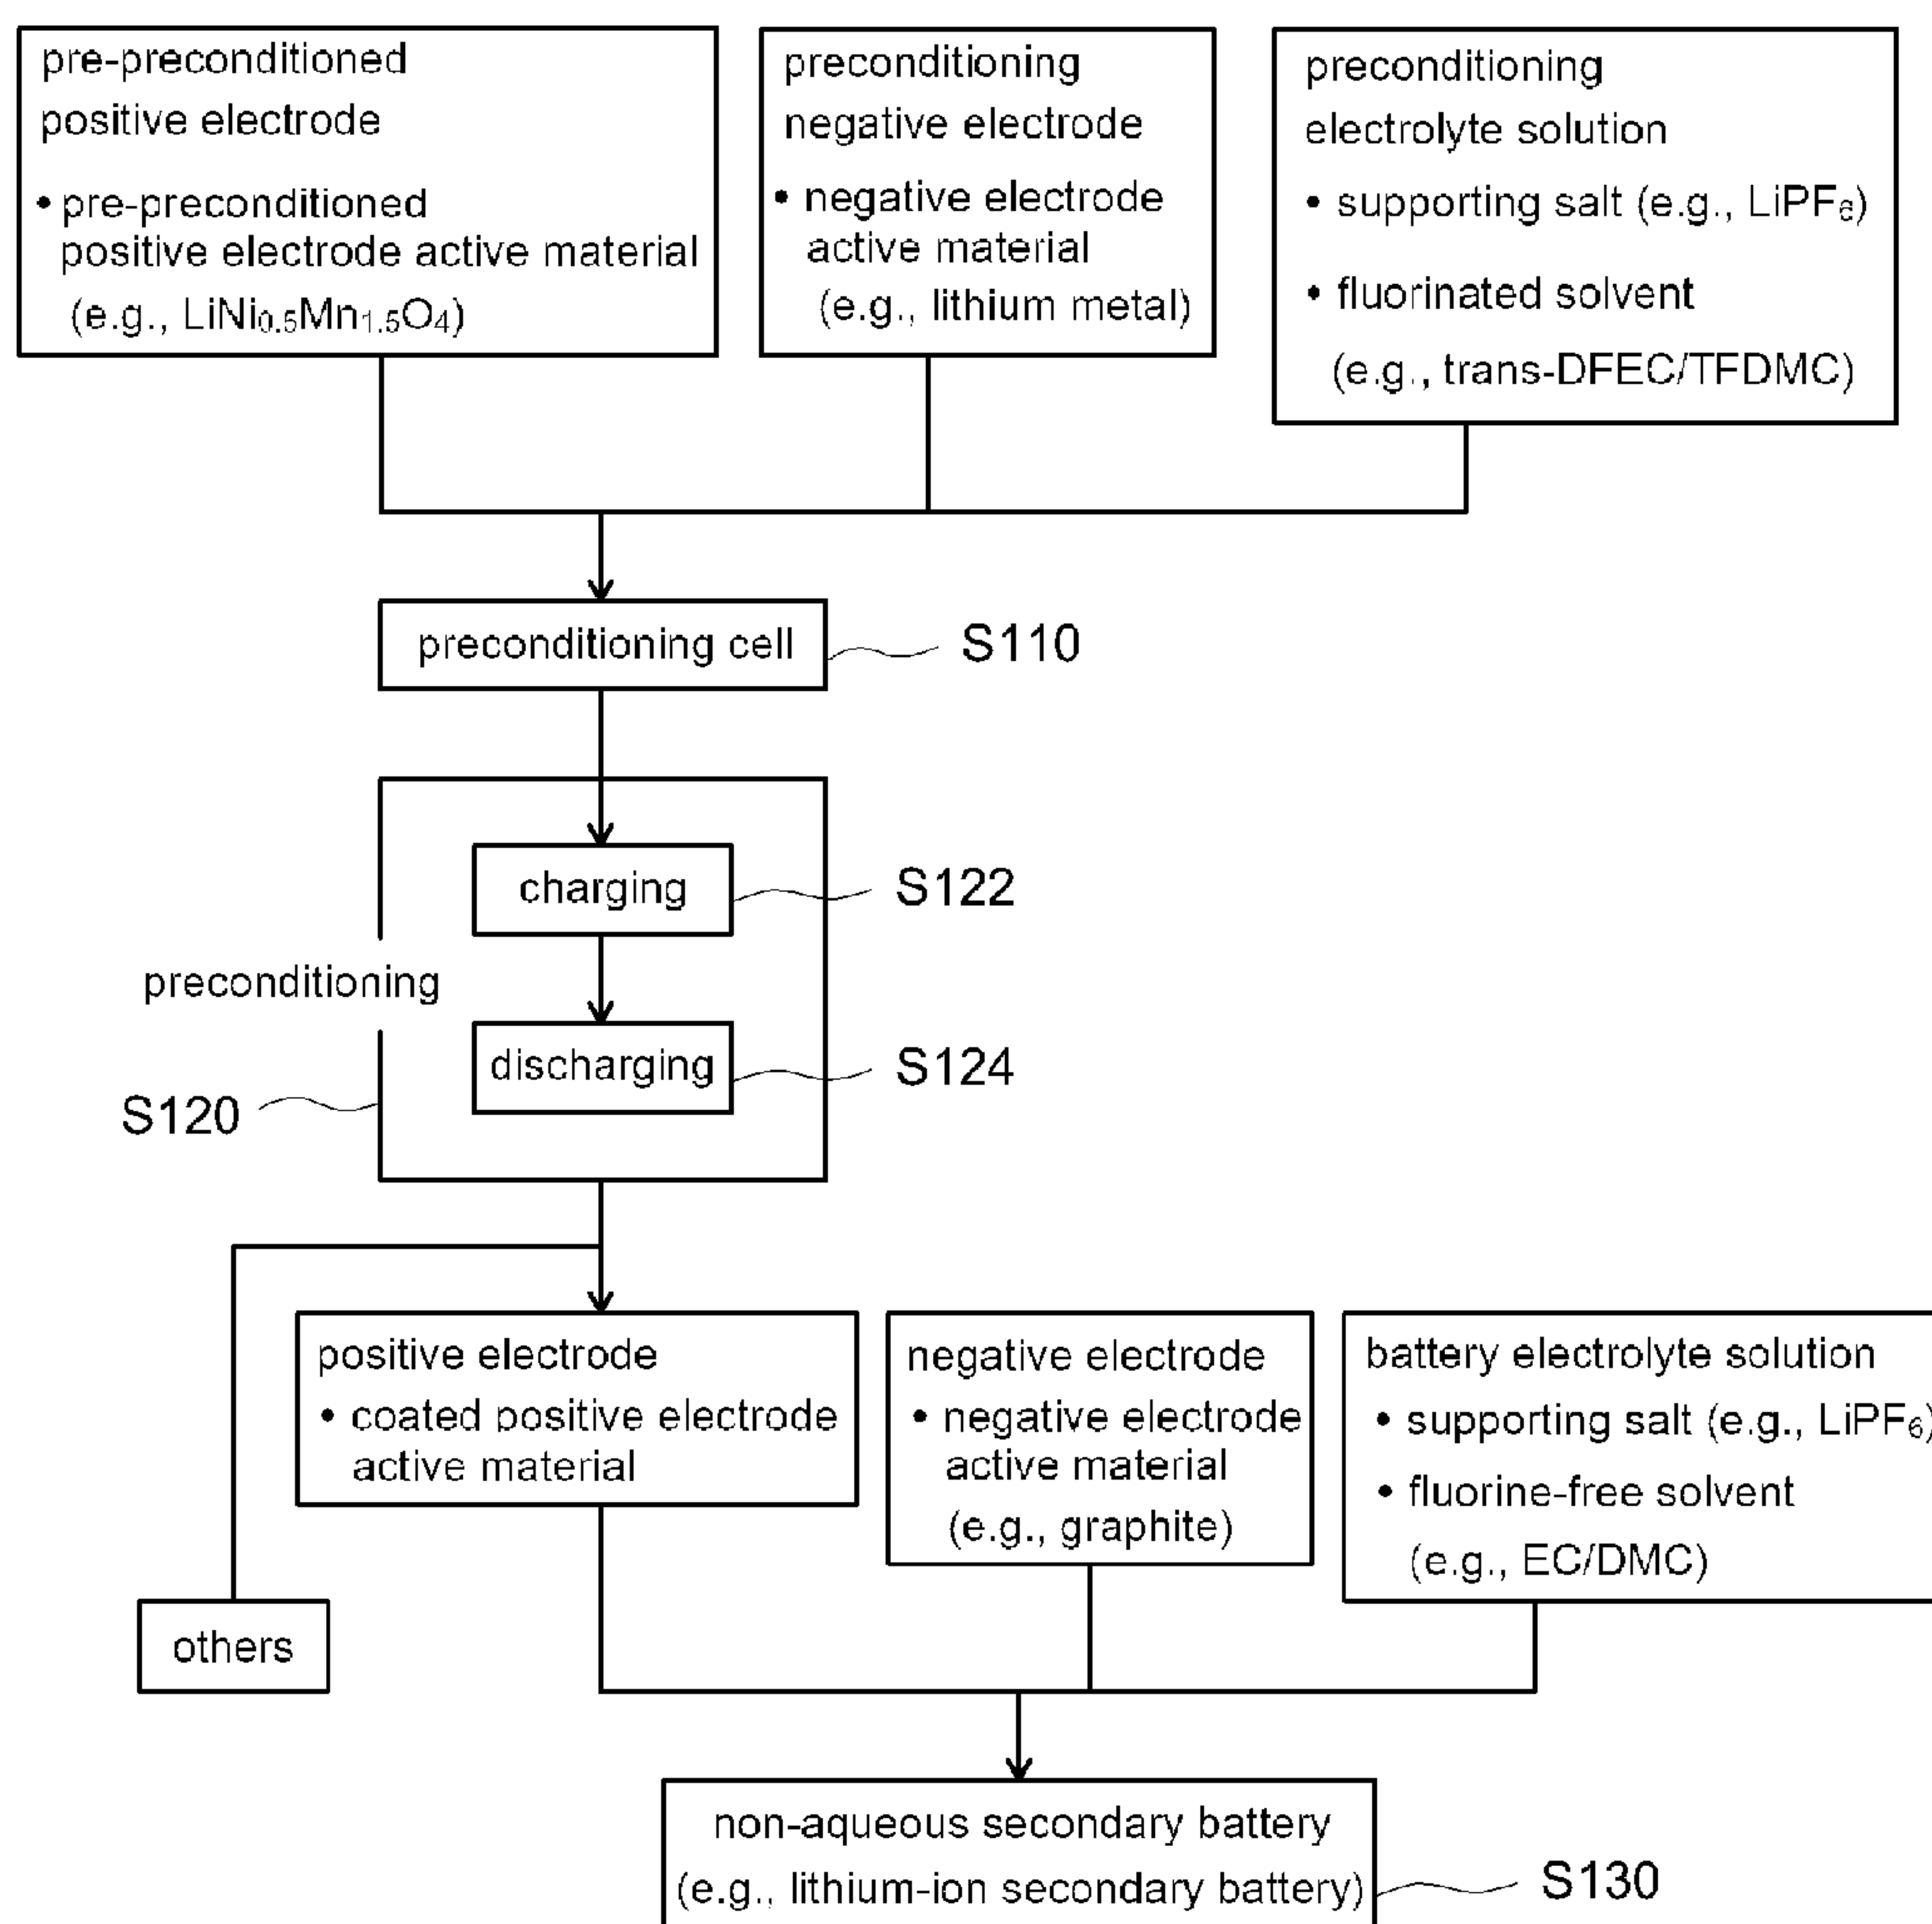 pre-preconditioned
positive electrode
• pre-preconditioned
positive electrode active material
(e.g., LiNi₀.₅Mn₁.₅O₄)
preconditioning
negative electrode
• negative electrode
active material
(e.g., lithium metal)
preconditioning
electrolyte solution
• supporting salt (e.g., LiPF₆)
• fluorinated solvent
(e.g., trans-DFEC/TFDMC)
preconditioning cell
S110
charging
S122
preconditioning
discharging
S124
S120
positive electrode
• coated positive electrode
active material
negative electrode
• negative electrode
active material
(e.g., graphite)
battery electrolyte solution
• supporting salt (e.g., LiPF₆)
• fluorine-free solvent
(e.g., EC/DMC)
others
non-aqueous secondary battery
(e.g., lithium-ion secondary battery)
S130